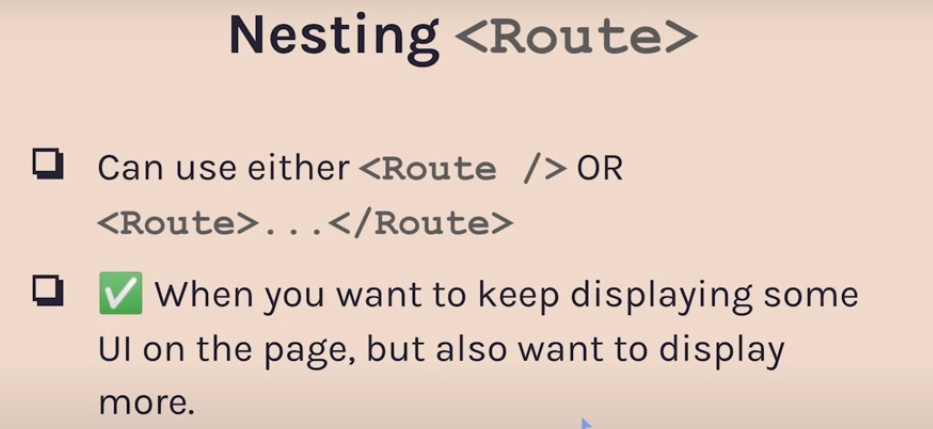 Nesting <Route>
Can use either <Route /> OR
<Route>...</Route>
✅ When you want to keep displaying some
UI on the page, but also want to display
more.